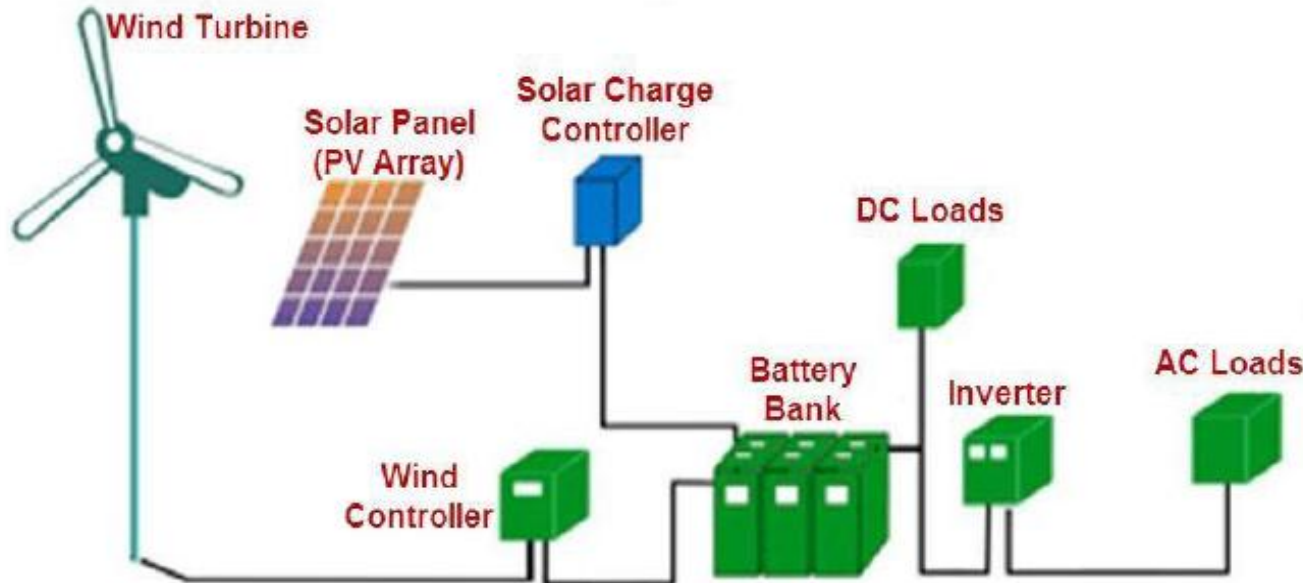 Wind Turbine
Solar Panel
(PV Array)
Solar Charge
Controller
DC Loads
Battery
Bank
Inverter
AC Loads
Wind
Controller